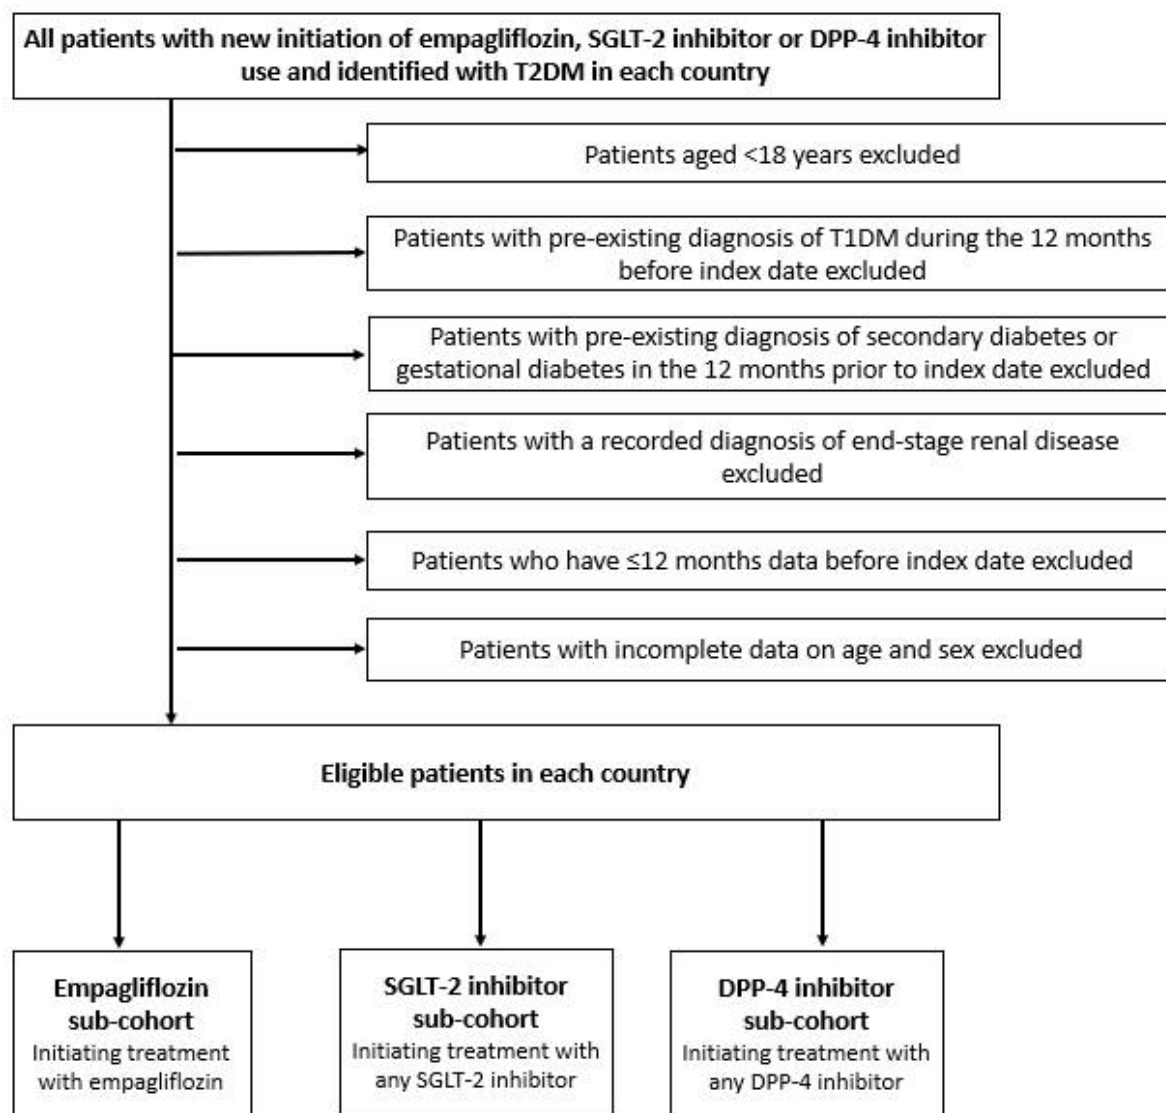 All patients with new initiation of empagliflozin, SGLT-2 inhibitor or DPP-4 inhibitor
use and identified with T2DM in each country
Patients aged <18 years excluded
Patients with pre-existing diagnosis of T1DM during the 12 months
before index date excluded
Patients with pre-existing diagnosis of secondary diabetes or
gestational diabetes in the 12 months prior to index date excluded
Patients with a recorded diagnosis of end-stage renal disease
excluded
Patients who have ≤12 months data before index date excluded
Patients with incomplete data on age and sex excluded
Eligible patients in each country
Empagliflozin
sub-cohort
Initiating treatment
with empagliflozin
SGLT-2 inhibitor
sub-cohort
Initiating treatment with
any SGLT-2 inhibitor
DPP-4 inhibitor
sub-cohort
Initiating treatment with
any DPP-4 inhibitor